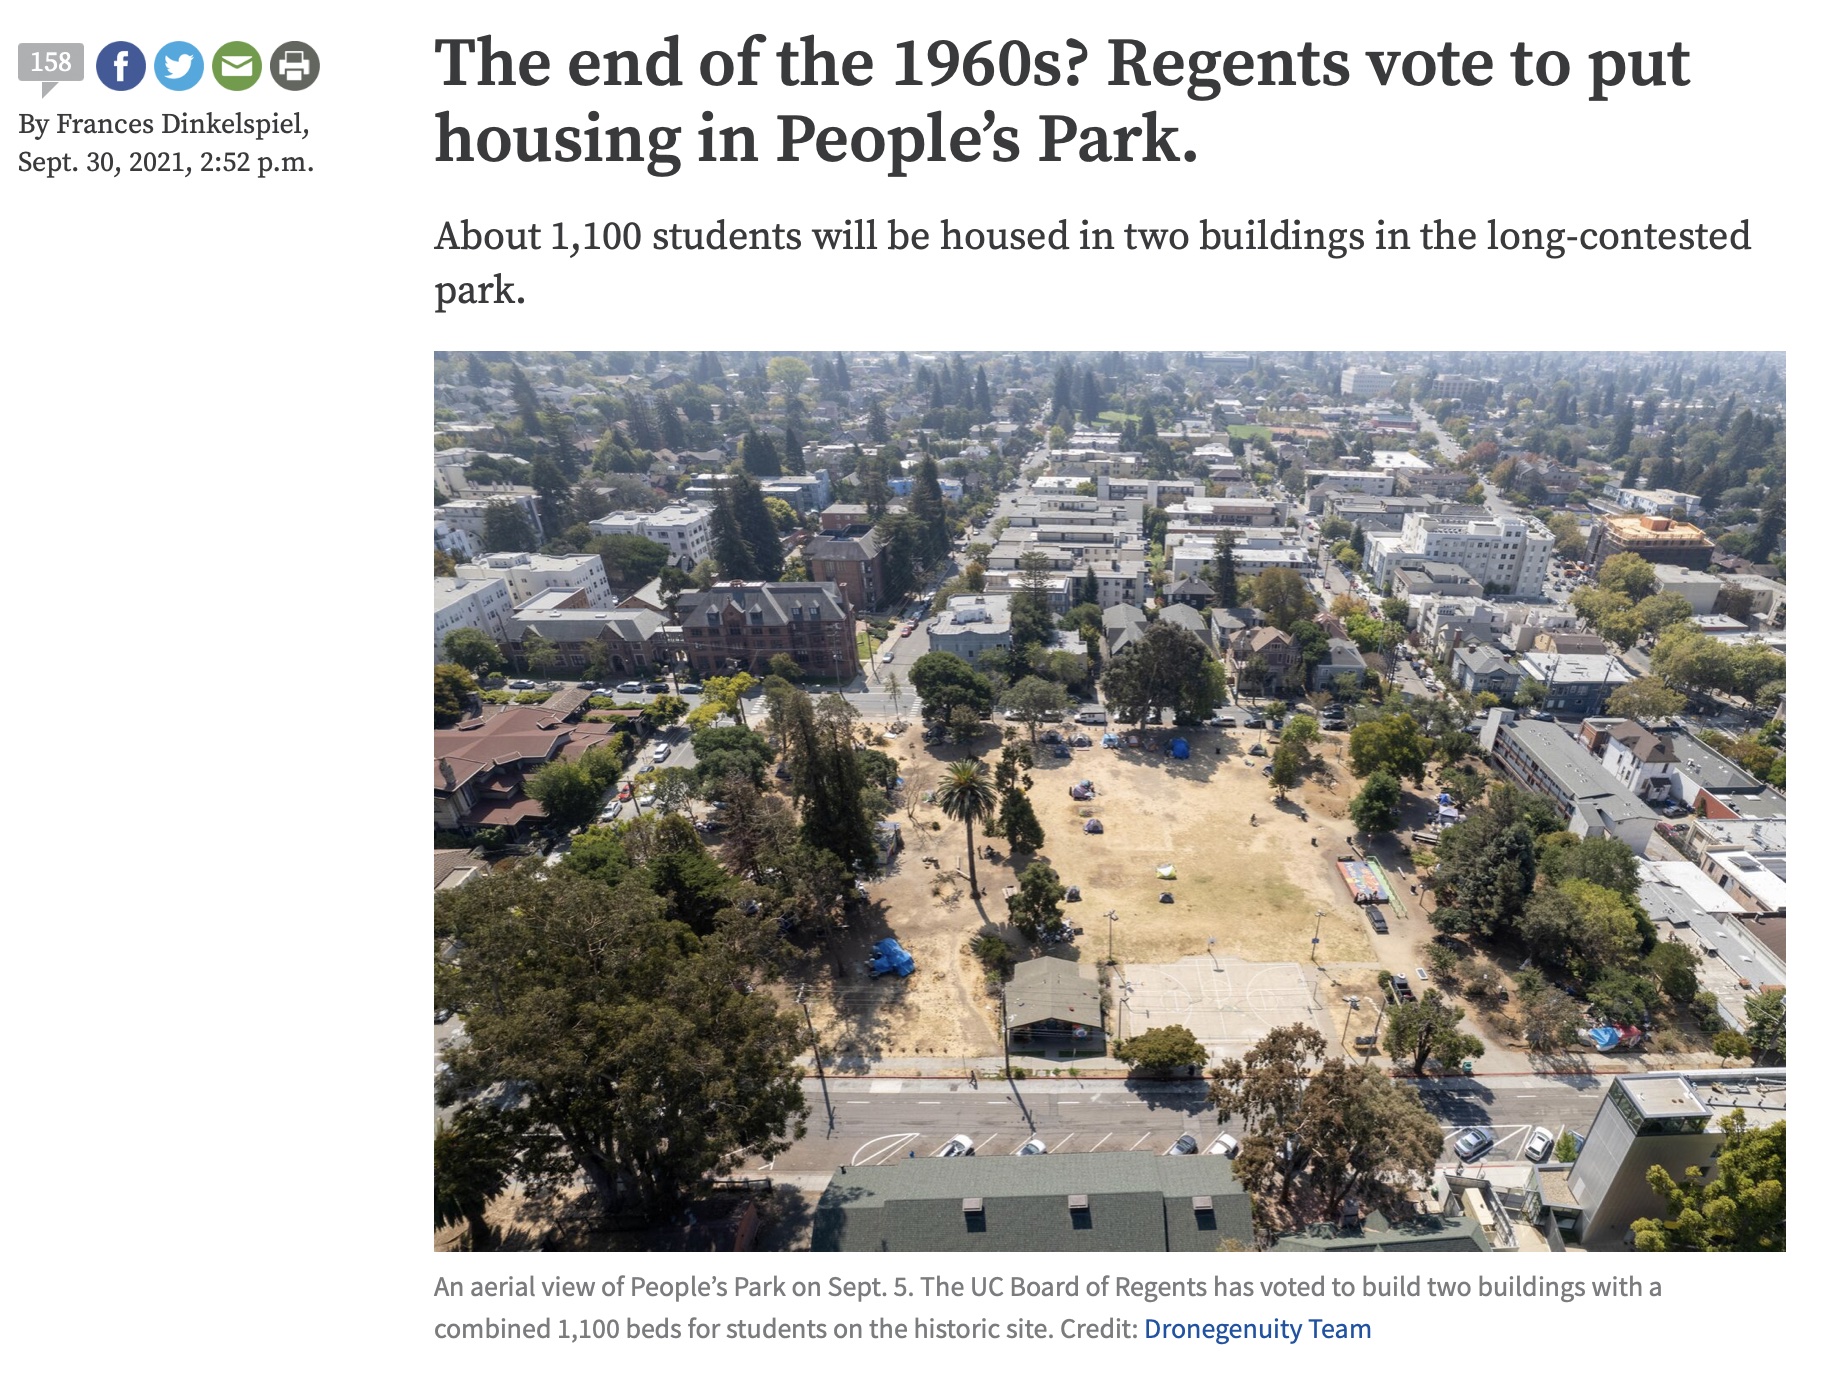 158
By Frances Dinkelspiel,
Sept. 30, 2021, 2:52 p.m.
The end of the 1960s? Regents vote to put
housing in People’s Park.
About 1,100 students will be housed in two buildings in the long-contested
park.
An aerial view of People’s Park on Sept. 5. The UC Board of Regents has voted to build two buildings with a
combined 1,100 beds for students on the historic site. Credit: Dronegenuity Team